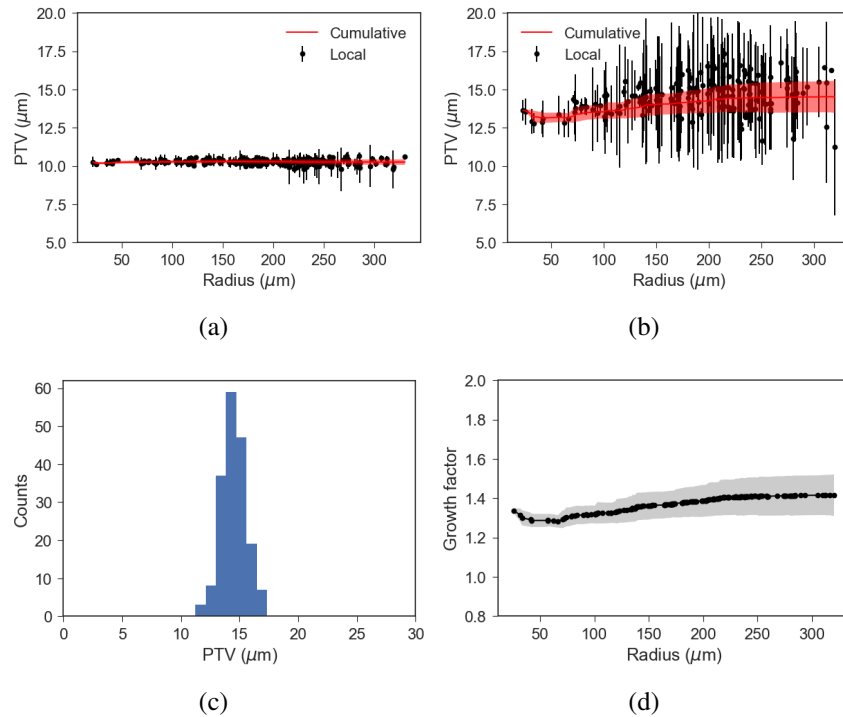 20.0
17.5
15.0
12.5
10.0
7.5
5.0
PTV (μm)
Cumulative
Local
50 100 150 200 250 300
Radius (μm)
(a)
20.0
17.5
15.0
12.5
10.0
7.5
5.0
PTV (μm)
Cumulative
Local
50 100 150 200 250 300
Radius (μm)
(b)
60
50
40
30
20
10
0
Counts
0 5 10 15 20 25 30
PTV (μm)
(c)
2.0
1.8
1.6
1.4
1.2
1.0
0.8
Growth factor
50 100 150 200 250 300
Radius (μm)
(d)